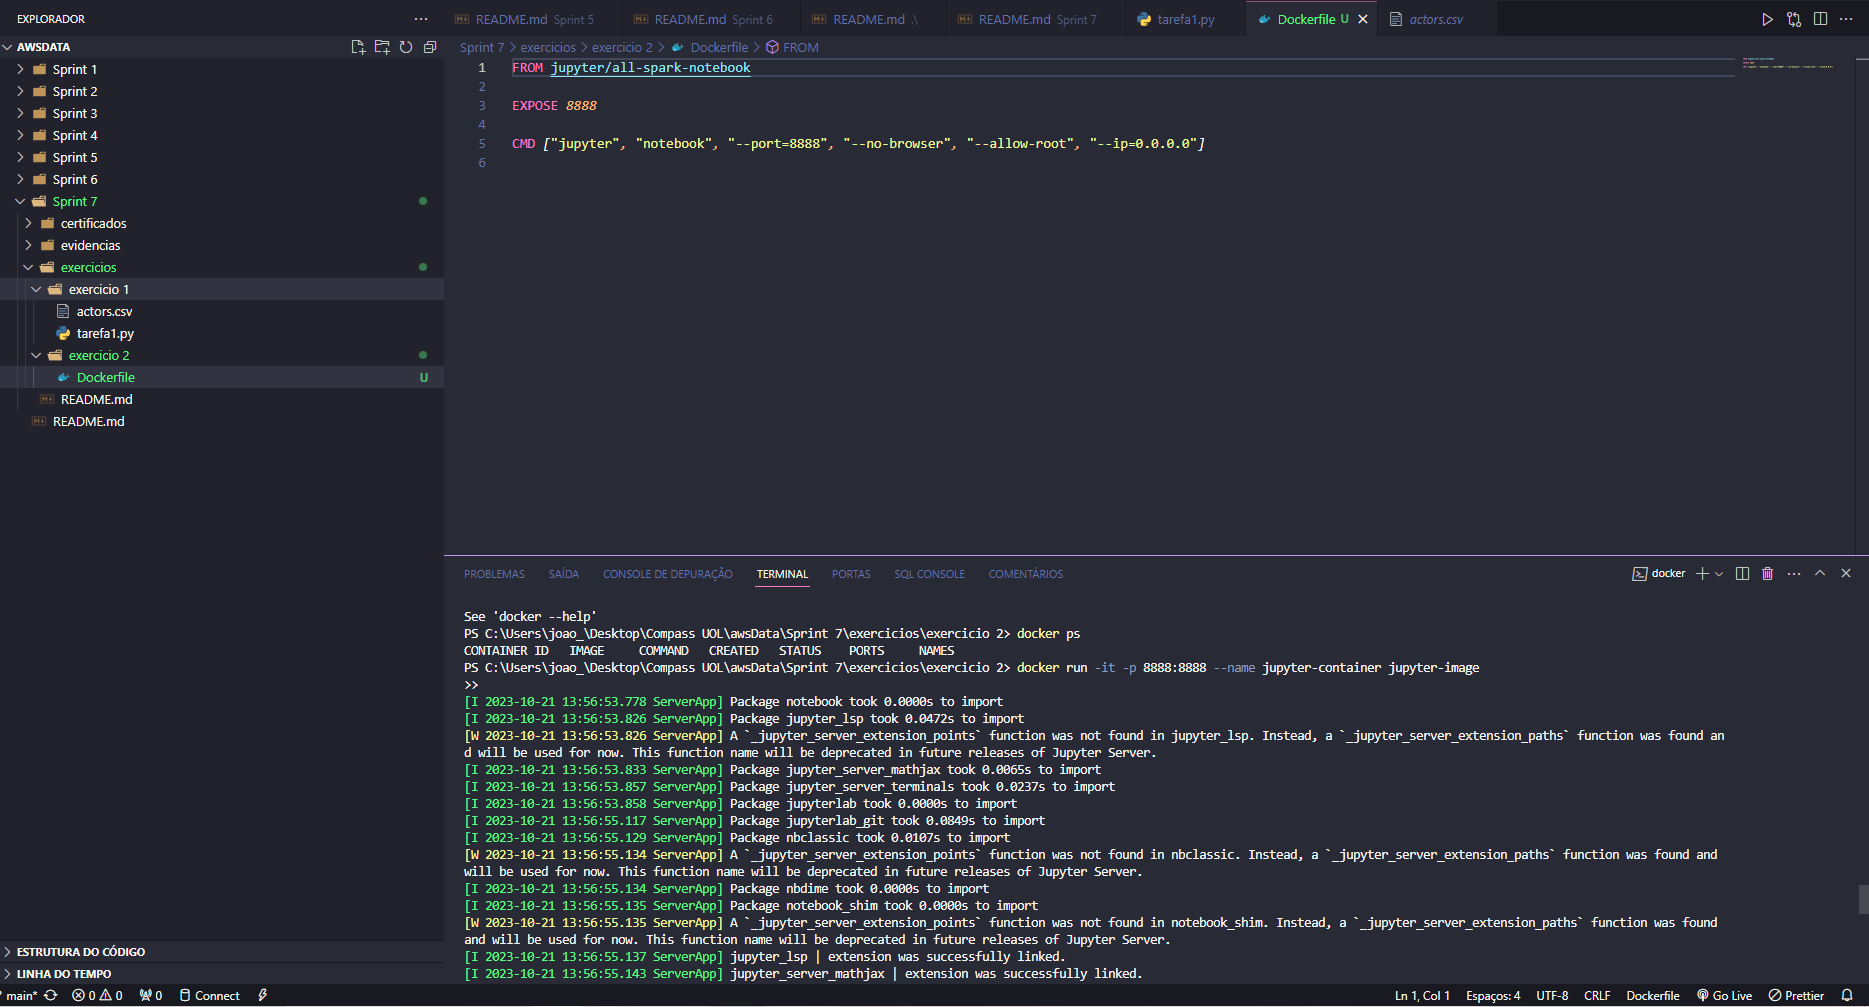 EXPLORADOR
AWSDATA
Sprint 1
Sprint 2
Sprint 3
Sprint 4
Sprint 5
Sprint 6
Sprint 7
certificados
evidencias
exercicios
exercicio 1
actors.csv
tarefa1.py
exercicio 2
Dockerfile U
README.md
README.md
ESTRUTURA DO CÓDIGO
LINHA DO TEMPO
README.md Sprint 5
README.md Sprint 6
README.md .\
README.md Sprint 7
tarefa1.py
Dockerfile U
actors.csv
Sprint 7 > exercicios > exercicio 2 > Dockerfile > FROM
1 FROM jupyter/all-spark-notebook
2
3 EXPOSE 8888
4
5 CMD ["jupyter", "notebook", "--port=8888", "--no-browser", "--allow-root", "--ip=0.0.0.0"]
6
PROBLEMAS SAÍDA CONSOLE DE DEPURAÇÃO TERMINAL PORTAS SQL CONSOLE COMENTÁRIOS
docker
See 'docker --help'
PS C:\Users\joao_\Desktop\Compass UOL\awsData\Sprint 7\exercicios\exercicio 2> docker ps
CONTAINER ID IMAGE COMMAND CREATED STATUS PORTS NAMES
PS C:\Users\joao_\Desktop\Compass UOL\awsData\Sprint 7\exercicios\exercicio 2> docker run -it -p 8888:8888 --name jupyter-container jupyter-image
>>
[I 2023-10-21 13:56:53.778 ServerApp] Package notebook took 0.0000s to import
[I 2023-10-21 13:56:53.826 ServerApp] Package jupyter_lsp took 0.0472s to import
[W 2023-10-21 13:56:53.826 ServerApp] A `_jupyter_server_extension_points` function was not found in jupyter_lsp. Instead, a `_jupyter_server_extension_paths` function was found an
d will be used for now. This function name will be deprecated in future releases of Jupyter Server.
[I 2023-10-21 13:56:53.833 ServerApp] Package jupyter_server_mathjax took 0.0065s to import
[I 2023-10-21 13:56:53.857 ServerApp] Package jupyter_server_terminals took 0.0237s to import
[I 2023-10-21 13:56:53.858 ServerApp] Package jupyterlab took 0.0000s to import
[I 2023-10-21 13:56:55.117 ServerApp] Package jupyterlab_git took 0.0849s to import
[I 2023-10-21 13:56:55.129 ServerApp] Package nbclassic took 0.0107s to import
[W 2023-10-21 13:56:55.134 ServerApp] A `_jupyter_server_extension_points` function was not found in nbclassic. Instead, a `_jupyter_server_extension_paths` function was found and
will be used for now. This function name will be deprecated in future releases of Jupyter Server.
[I 2023-10-21 13:56:55.134 ServerApp] Package nbdime took 0.0000s to import
[I 2023-10-21 13:56:55.135 ServerApp] Package notebook_shim took 0.0000s to import
[W 2023-10-21 13:56:55.135 ServerApp] A `_jupyter_server_extension_points` function was not found in notebook_shim. Instead, a `_jupyter_server_extension_paths` function was found
and will be used for now. This function name will be deprecated in future releases of Jupyter Server.
[I 2023-10-21 13:56:55.137 ServerApp] jupyter_lsp | extension was successfully linked.
[I 2023-10-21 13:56:55.143 ServerApp] jupyter_server_mathjax | extension was successfully linked.
main* 0 0 0 Connect Ln 1, Col 1 Espaços: 4 UTF-8 CRLF Dockerfile Go Live Prettier